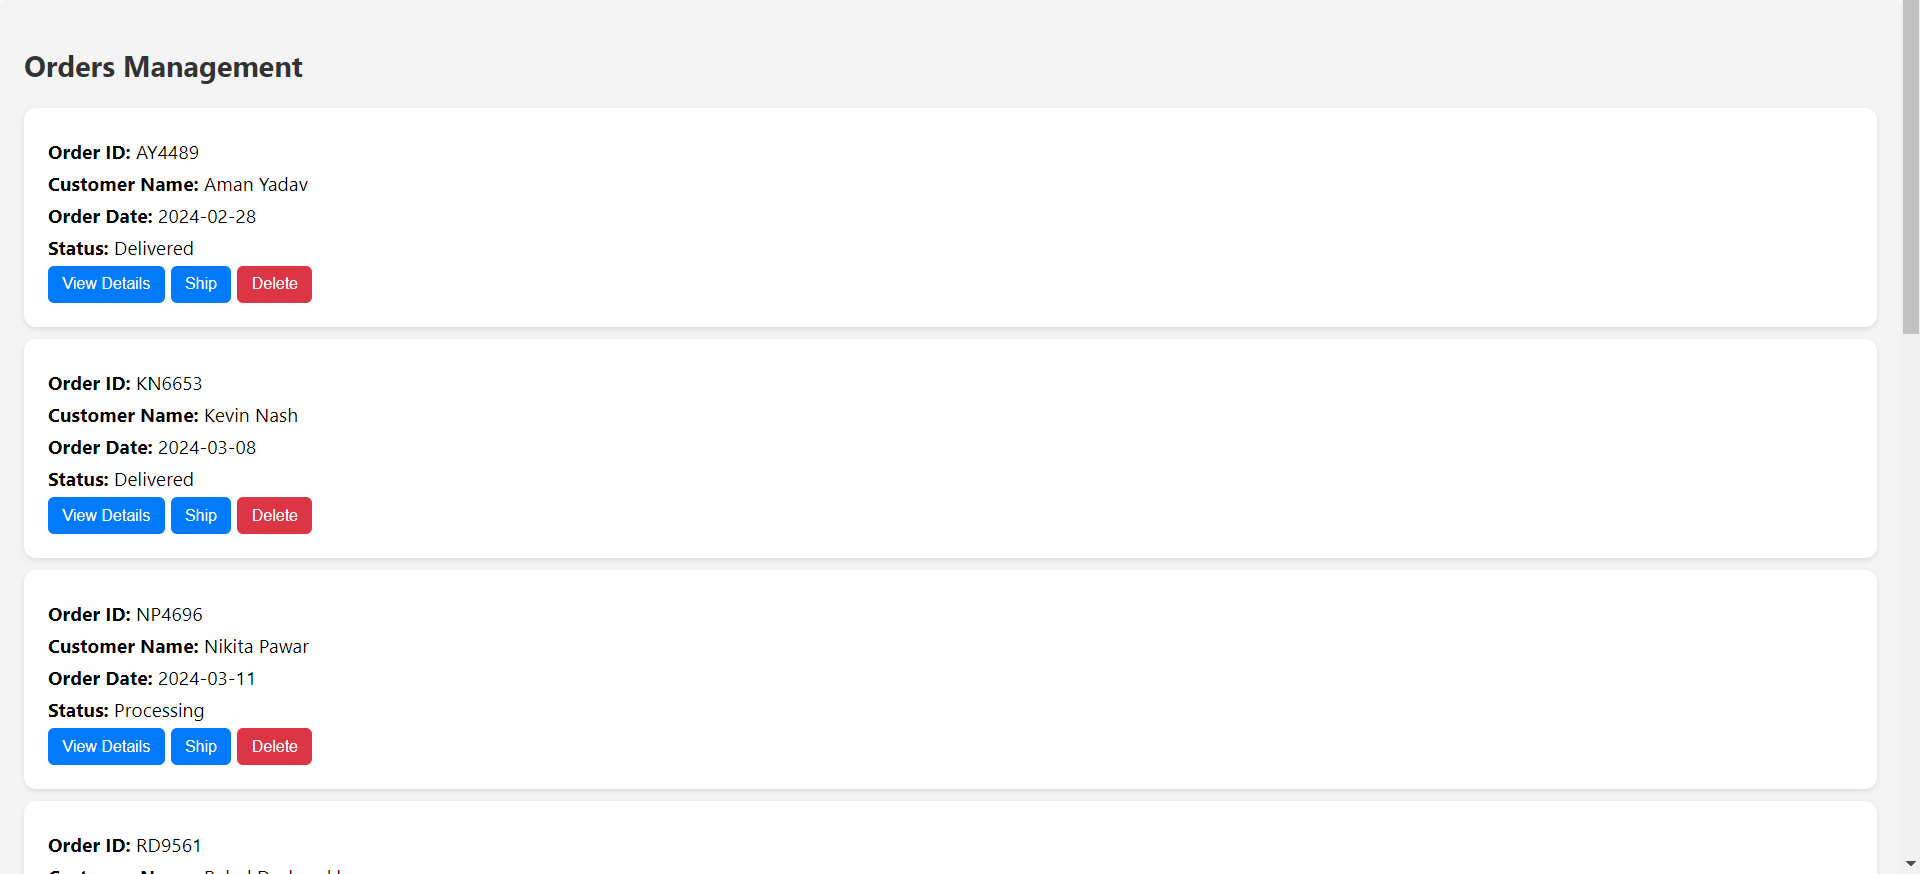 Orders Management
Order ID: AY4489
Customer Name: Aman Yadav
Order Date: 2024-02-28
Status: Delivered
View Details Ship Delete
Order ID: KN6653
Customer Name: Kevin Nash
Order Date: 2024-03-08
Status: Delivered
View Details Ship Delete
Order ID: NP4696
Customer Name: Nikita Pawar
Order Date: 2024-03-11
Status: Processing
View Details Ship Delete
Order ID: RD9561
Customer Name: